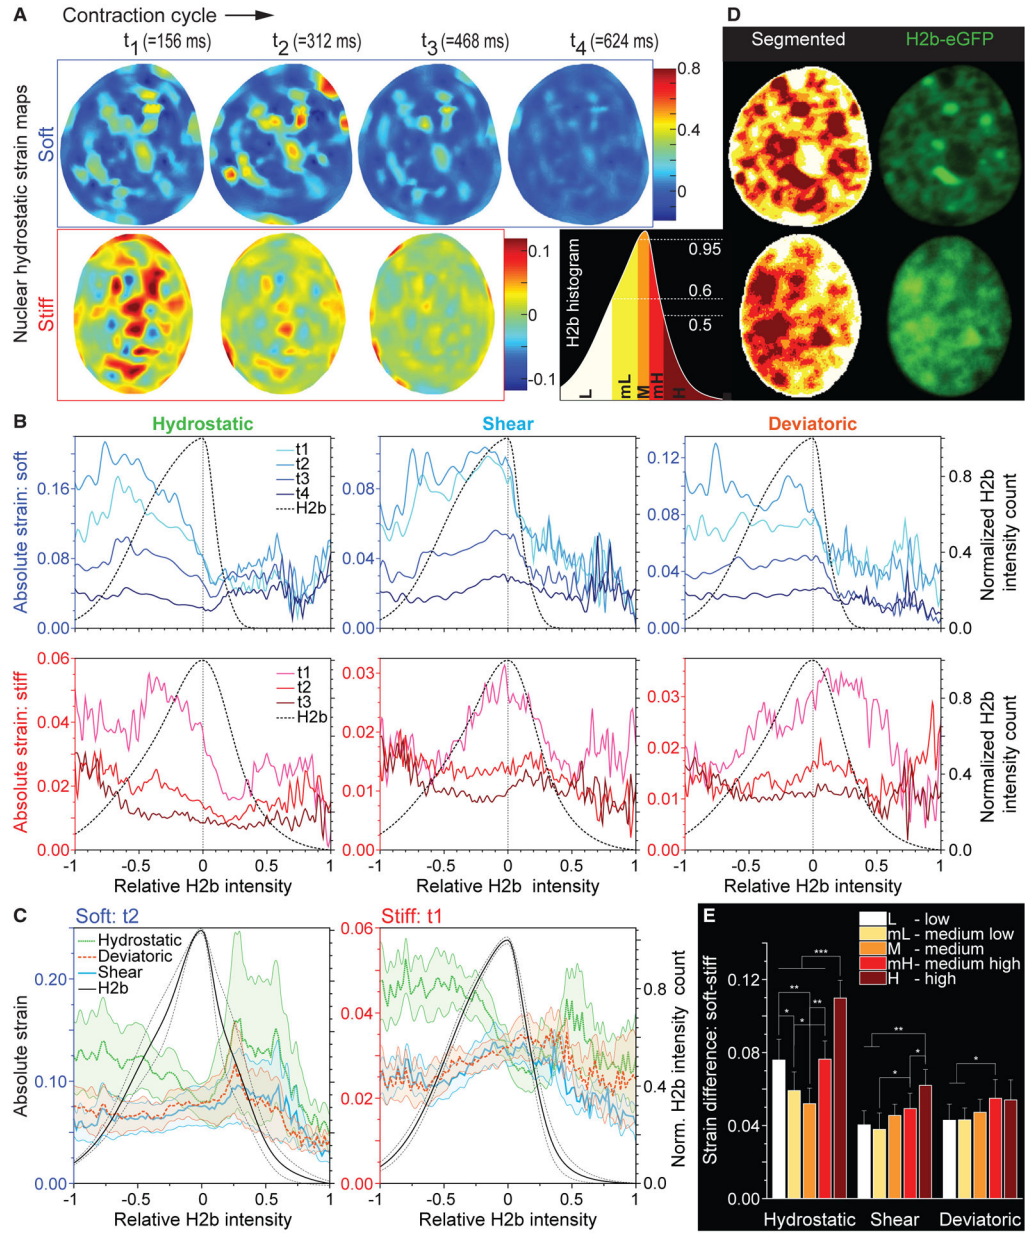 A
Contraction cycle
t1 (=156 ms)
t2 (=312 ms)
t3 (=468 ms)
t4 (=624 ms)
Nuclear hydrostatic strain maps
Soft
0.8
0.4
0
Stiff
0.1
0
-0.1
H2b histogram
0.95
0.6
0.5
L
mL
M
mH
H
D
Segmented
H2b-eGFP
B
Hydrostatic
Shear
Deviatoric
Absolute strain: soft
0.16
0.08
0.00
t1
t2
t3
t4
H2b
0.08
0.04
0.00
0.12
0.08
0.04
0.00
0.8
0.4
0.0
Normalized H2b
intensity count
Absolute strain: stiff
0.06
0.04
0.02
0.00
t1
t2
t3
H2b
0.03
0.02
0.01
0.00
0.03
0.02
0.01
0.00
0.8
0.4
0.0
Normalized H2b
intensity count
-1 -0.5 0 0.5 1
-1 -0.5 0 0.5 1
-1 -0.5 0 0.5 1
Relative H2b intensity
Relative H2b intensity
Relative H2b intensity
C
Soft: t2
Absolute strain
0.20
0.10
0.00
Hydrostatic
Deviatoric
Shear
H2b
-1 -0.5 0 0.5 1
Relative H2b intensity
Stiff: t1
0.06
0.05
0.04
0.03
0.02
0.01
0.00
0.8
0.4
0.0
Norm. H2b intensity count
-1 -0.5 0 0.5 1
Relative H2b intensity
E
L - low
mL - medium low
M - medium
mH - medium high
H - high
Strain difference: soft-stiff
0.12
0.08
0.04
0.00
***
**
**
*
*
**
*
*
*
Hydrostatic
Shear
Deviatoric